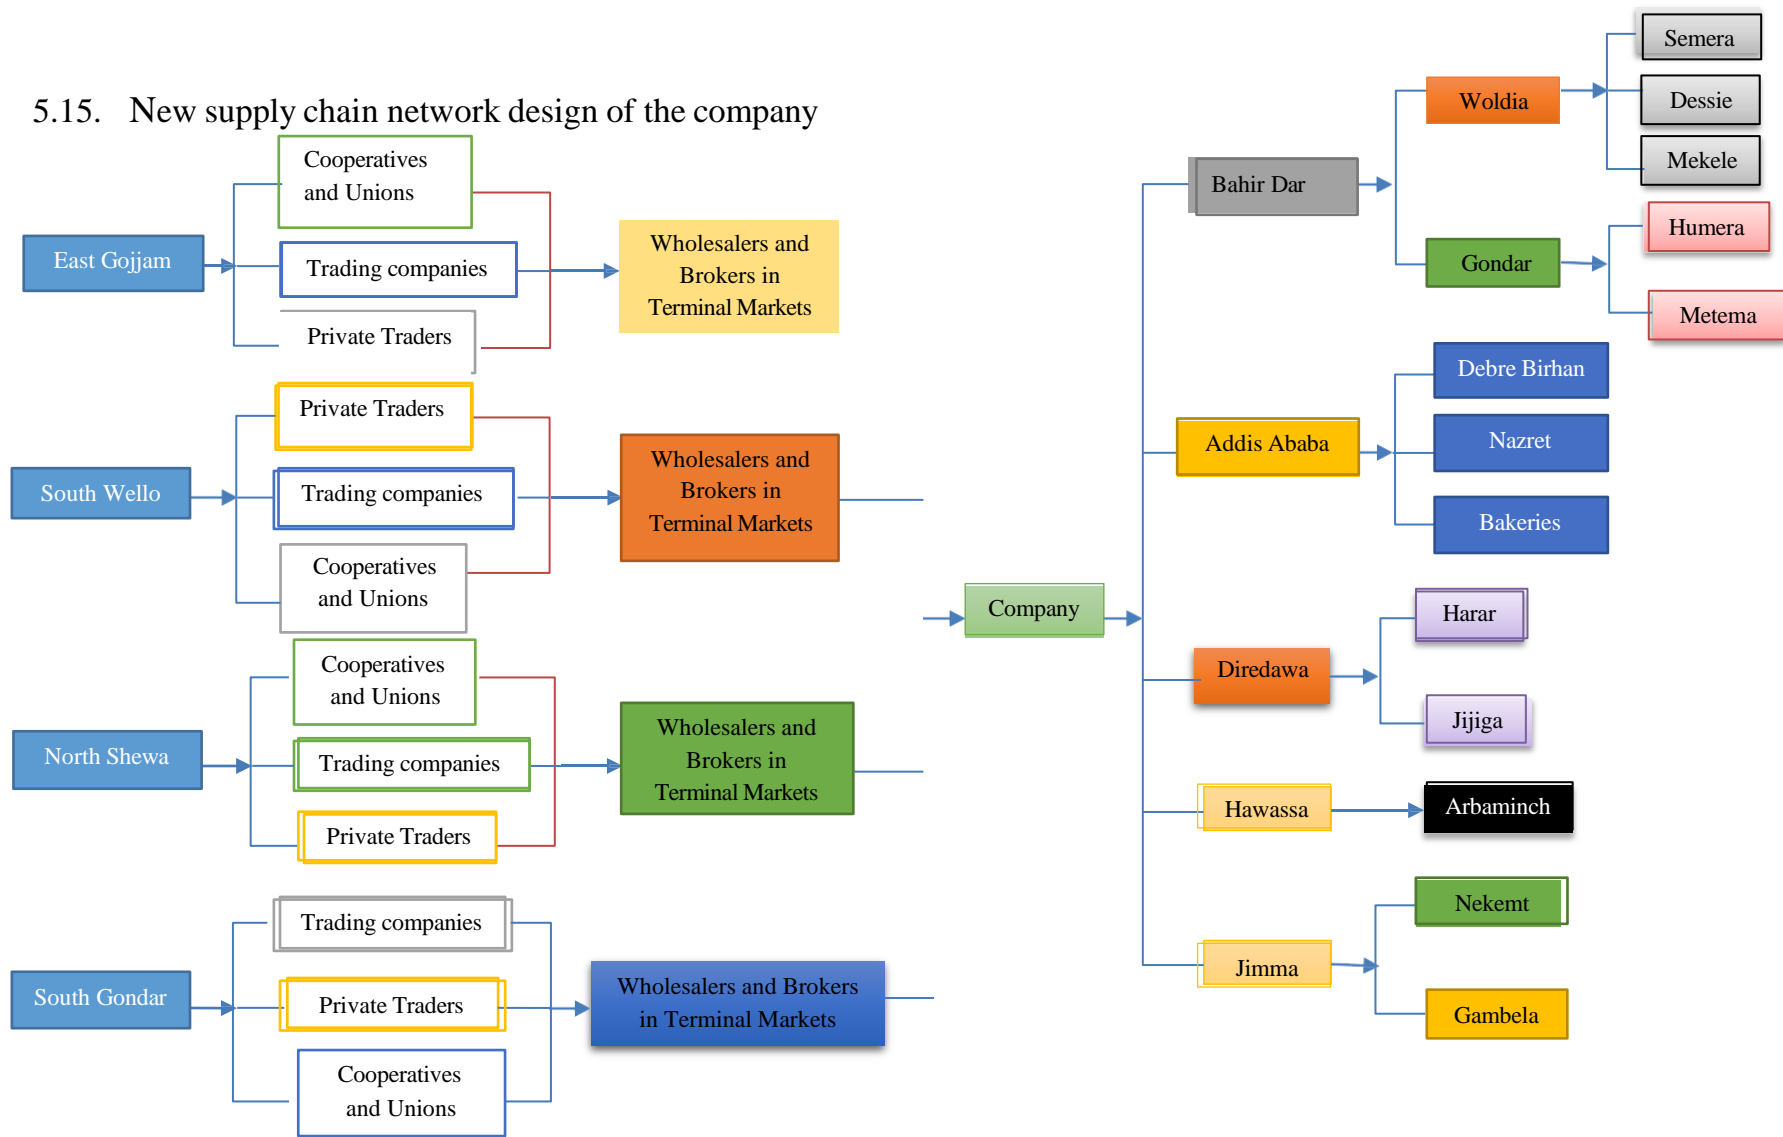 5.15. New supply chain network design of the company
East Gojjam
Cooperatives
and Unions
Trading companies
Private Traders
Wholesalers and
Brokers in
Terminal Markets
South Wello
Private Traders
Trading companies
Cooperatives
and Unions
Wholesalers and
Brokers in
Terminal Markets
North Shewa
Cooperatives
and Unions
Trading companies
Private Traders
Wholesalers and
Brokers in
Terminal Markets
South Gondar
Trading companies
Private Traders
Cooperatives
and Unions
Wholesalers and Brokers
in Terminal Markets
Company
Bahir Dar
Woldia
Semera
Dessie
Mekele
Gondar
Humera
Metema
Addis Ababa
Debre Birhan
Nazret
Bakeries
Diredawa
Harar
Jijiga
Hawassa
Arbaminch
Jimma
Nekemt
Gambela